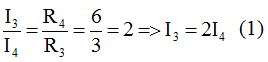 I₃/I₄ = R₄/R₃ = 6/3 = 2 => I₃ = 2I₄ (1)